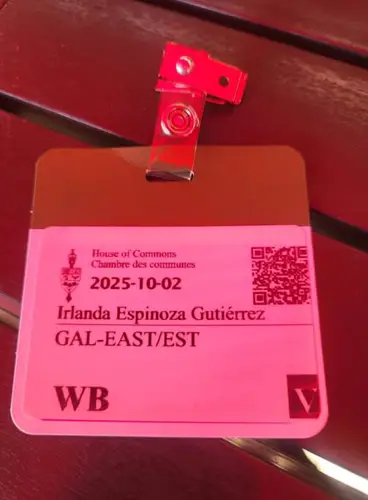 House of Commons
Chambre des communes
2025-10-02
Irlanda Espinoza Gutiérrez
GAL-EAST/EST
WB
V